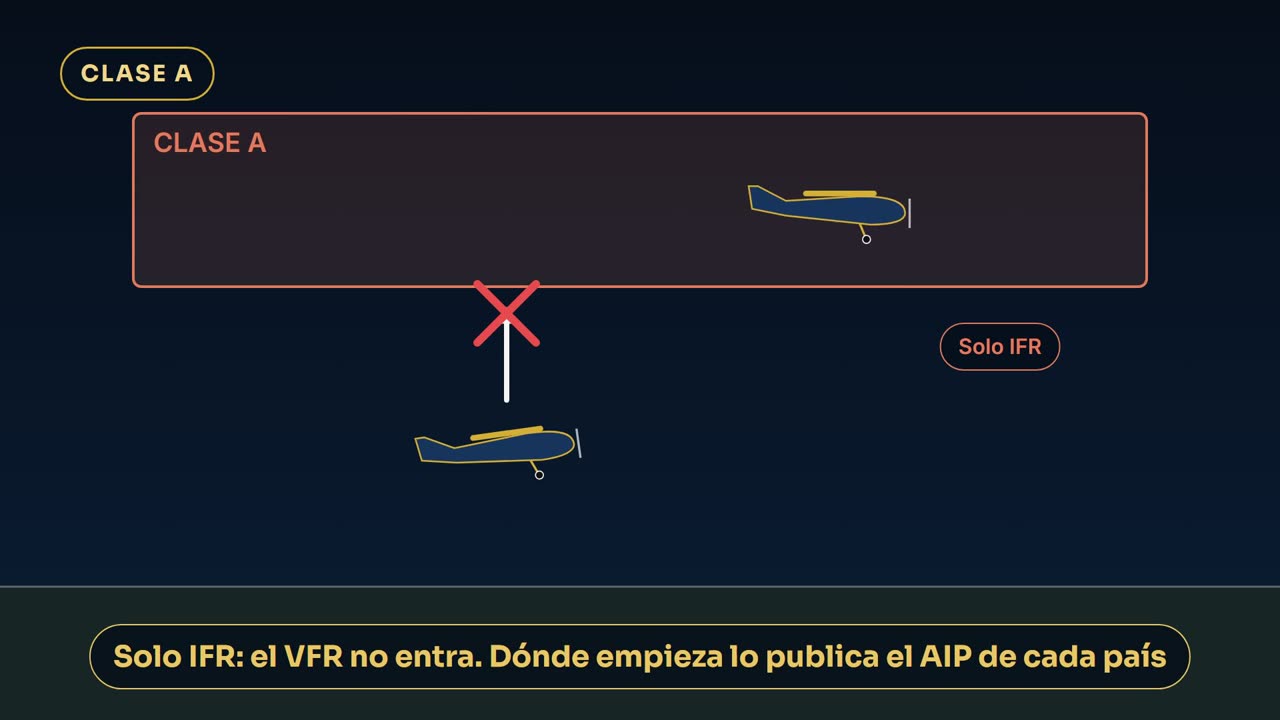 CLASE A
CLASE A
Solo IFR
Solo IFR: el VFR no entra. Dónde empieza lo publica el AIP de cada país